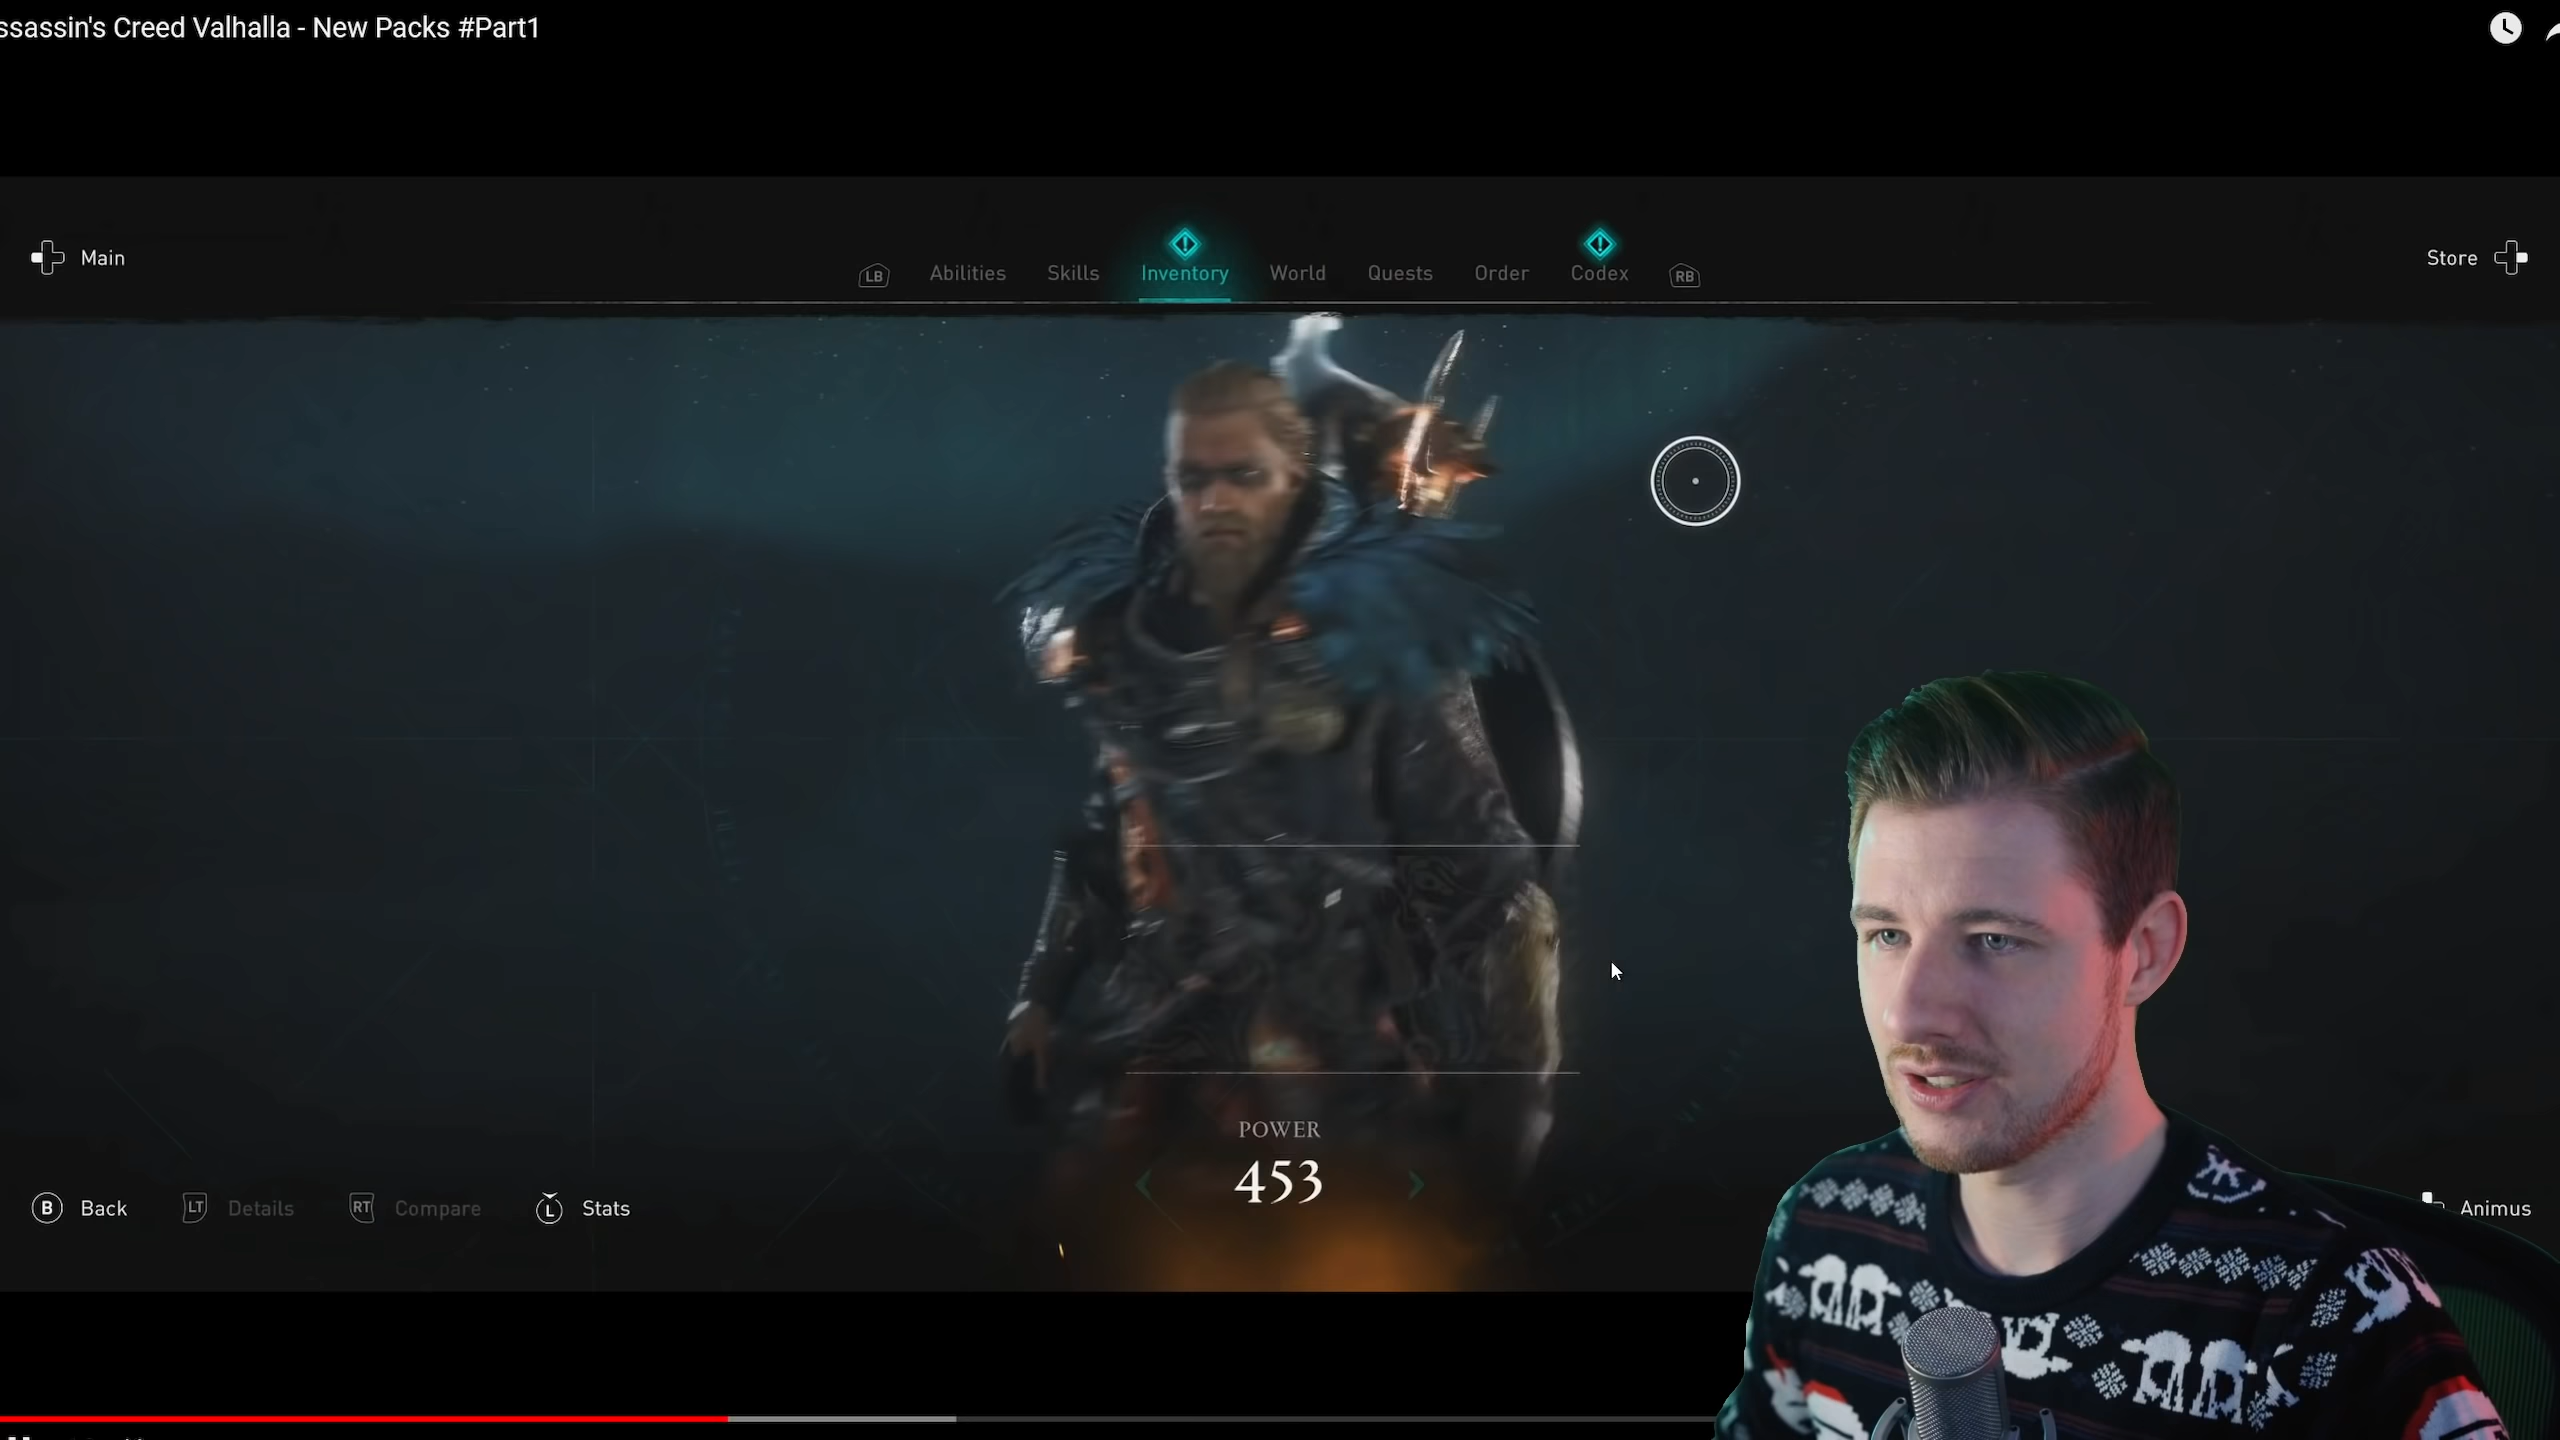 ssassin's Creed Valhalla - New Packs #Part1
Main
LB Abilities Skills Inventory World Quests Order Codex RB
Store
POWER
453
B Back LT Details RT Compare L Stats
Animus